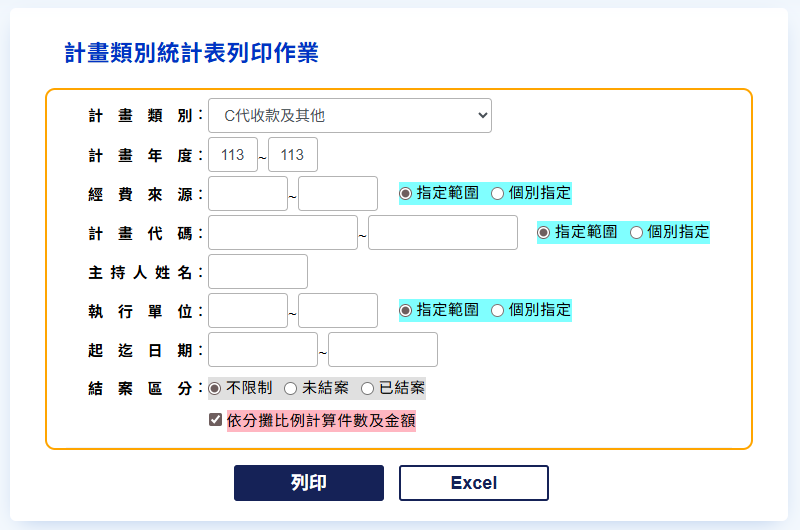 計畫類別統計表列印作業
計畫類別： C代收款及其他
計畫年度： 113 ~ 113
經費來源： ~ 指定範圍 個別指定
計畫代碼： ~ 指定範圍 個別指定
主持人姓名：
執行單位： ~ 指定範圍 個別指定
起迄日期： ~
結案區分： 不限制 未結案 已結案
依分攤比例計算件數及金額
列印 Excel